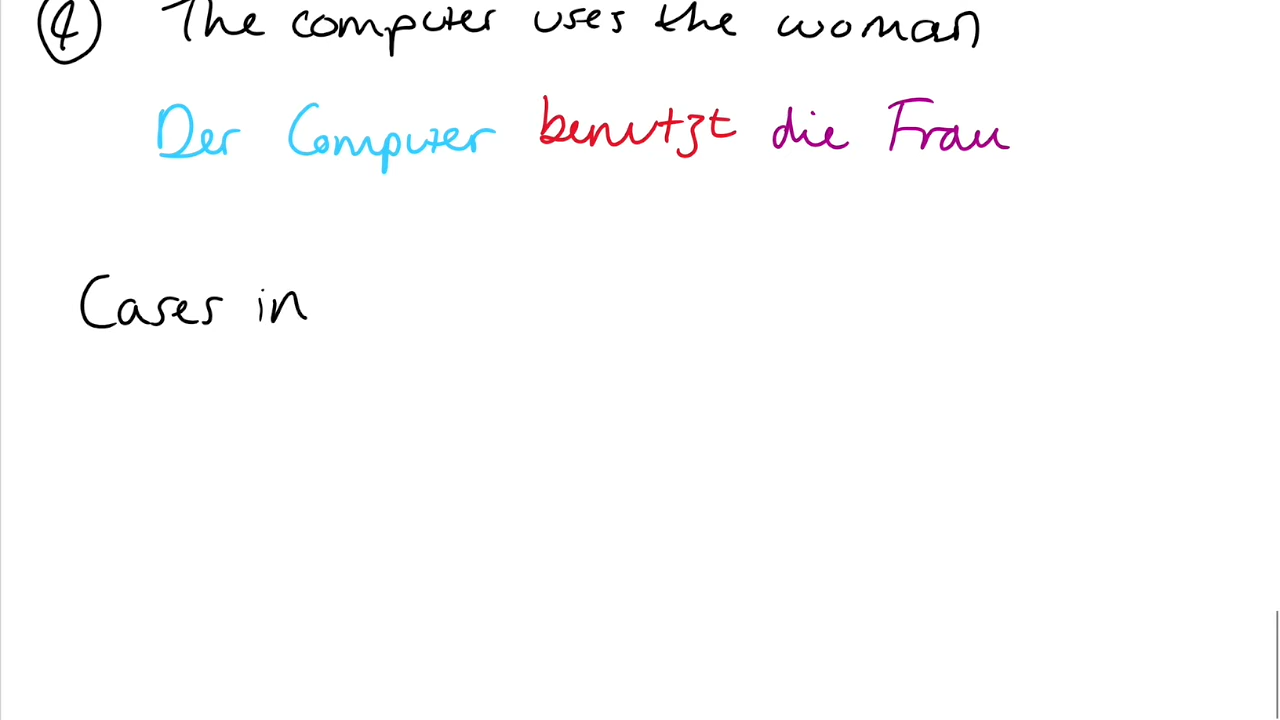 ④ The computer uses the woman
Der Computer benutzt die Frau
Cases in